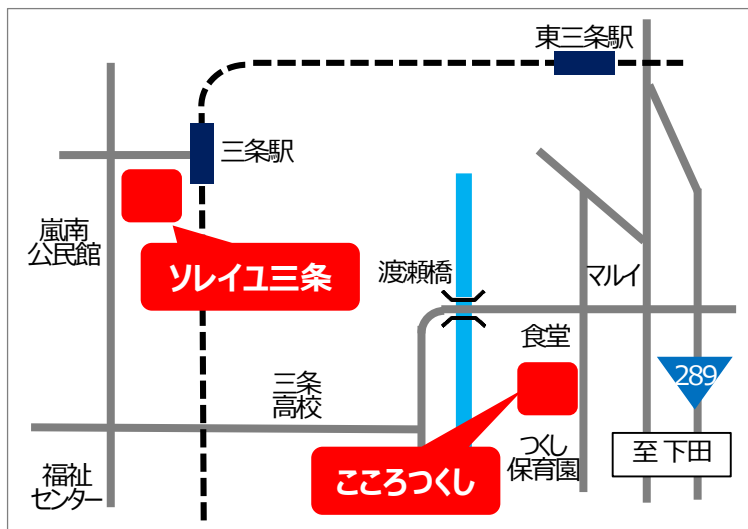 東三条駅
三条駅
嵐南
公民館
ソレイユ三条
渡瀬橋
マルイ
食堂
289
三条
高校
つくし
保育園
至 下田
こころつくし
福祉
センター